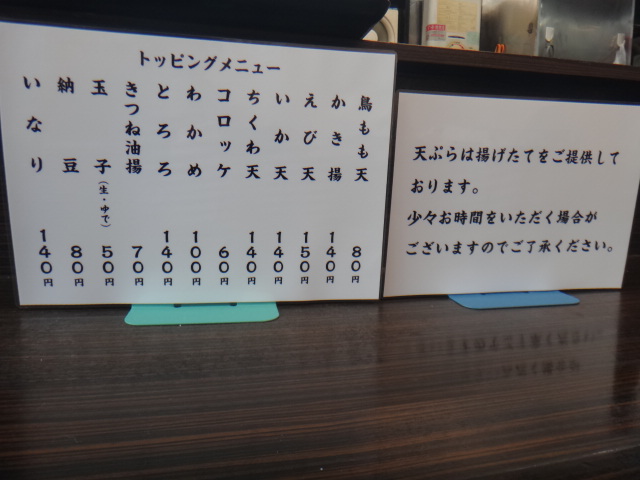 トッピングメニュー
鳥もも天 80円
かき揚 140円
えび天 150円
いか天 140円
ちくわ天 140円
コロッケ 60円
わかめ 100円
とろろ 140円
きつね油揚 70円
玉子(生・ゆで) 50円
納豆 80円
いなり 140円
天ぷらは揚げたてをご提供して
おります。
少々お時間をいただく場合が
ございますのでご了承ください。